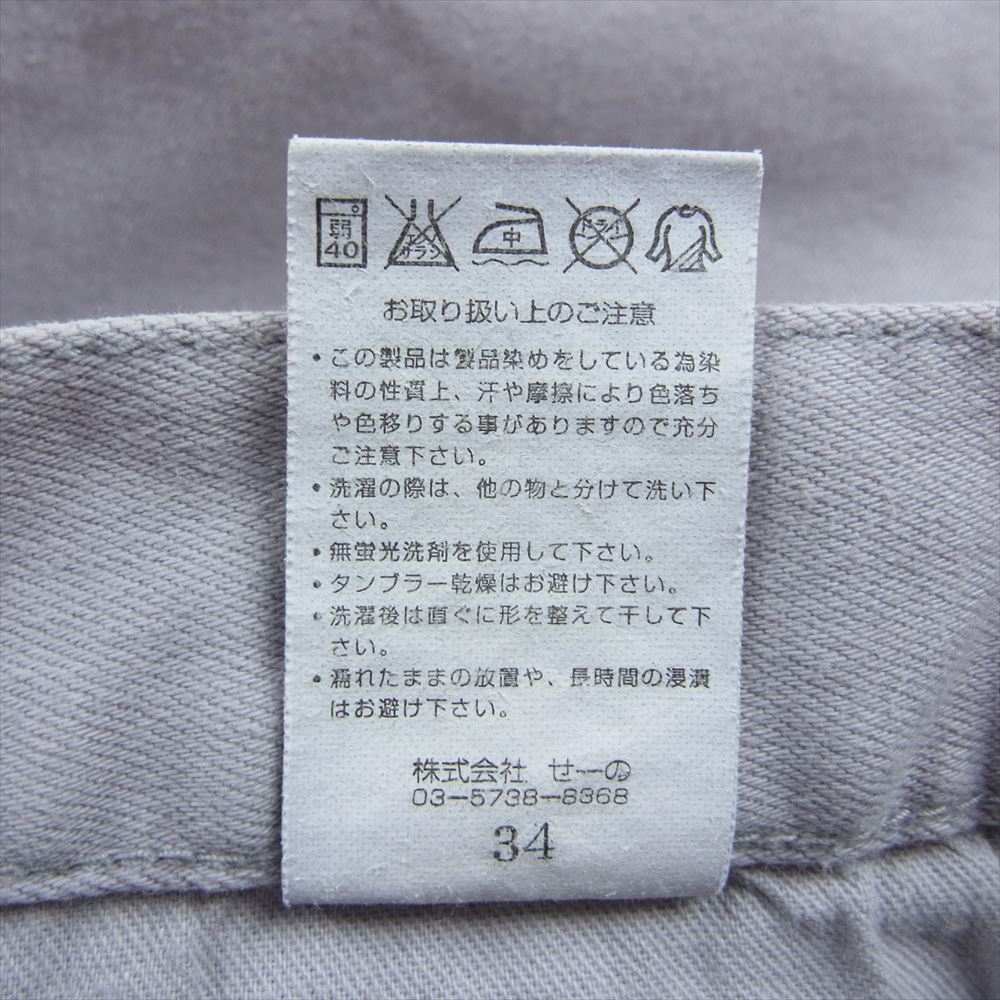 弱
40
エンソ
サラシ
中
ドライ
お取り扱い上のご注意
・この製品は製品染めをしている為染
料の性質上、汗や摩擦により色落ち
や色移りする事がありますので充分
ご注意下さい。
・洗濯の際は、他の物と分けて洗い下
さい。
・無蛍光洗剤を使用して下さい。
・タンブラー乾燥はお避け下さい。
・洗濯後は直ぐに形を整えて干して下
さい。
・濡れたままの放置や、長時間の浸漬
はお避け下さい。
株式会社 せーの
03-5738-8368
34